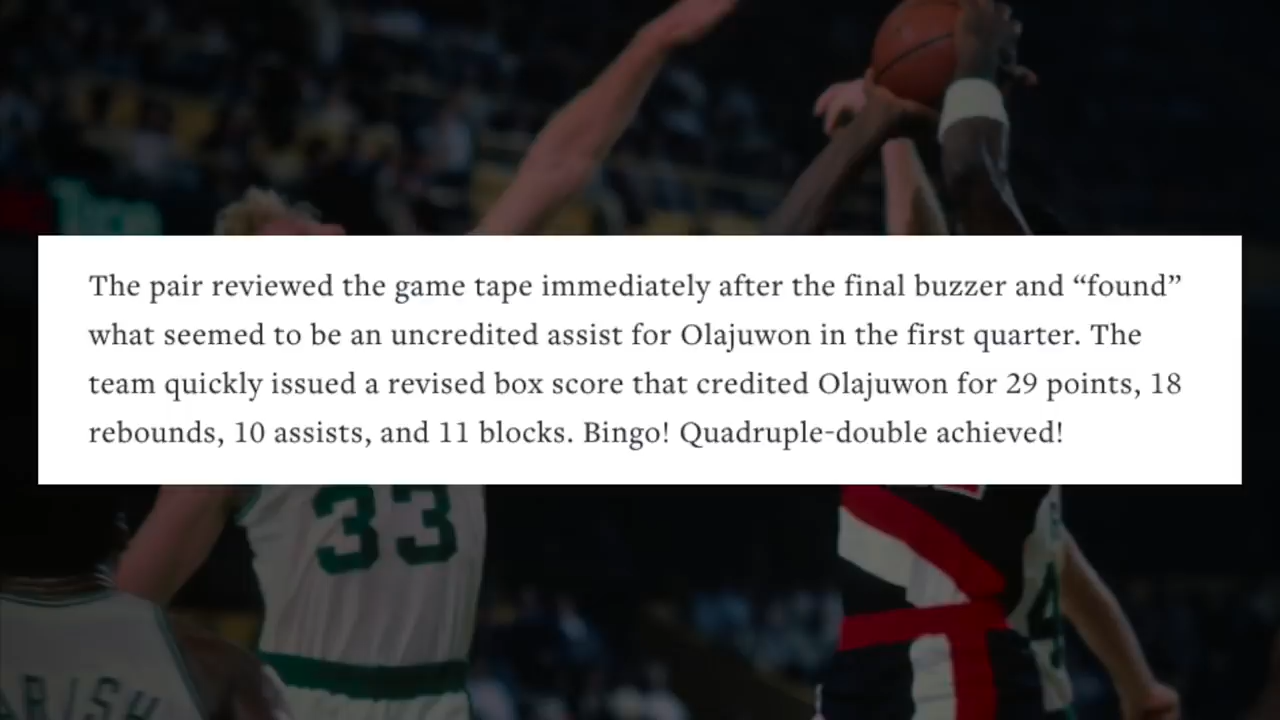 The pair reviewed the game tape immediately after the final buzzer and “found”
what seemed to be an uncredited assist for Olajuwon in the first quarter. The
team quickly issued a revised box score that credited Olajuwon for 29 points, 18
rebounds, 10 assists, and 11 blocks. Bingo! Quadruple-double achieved!
33
ARISH